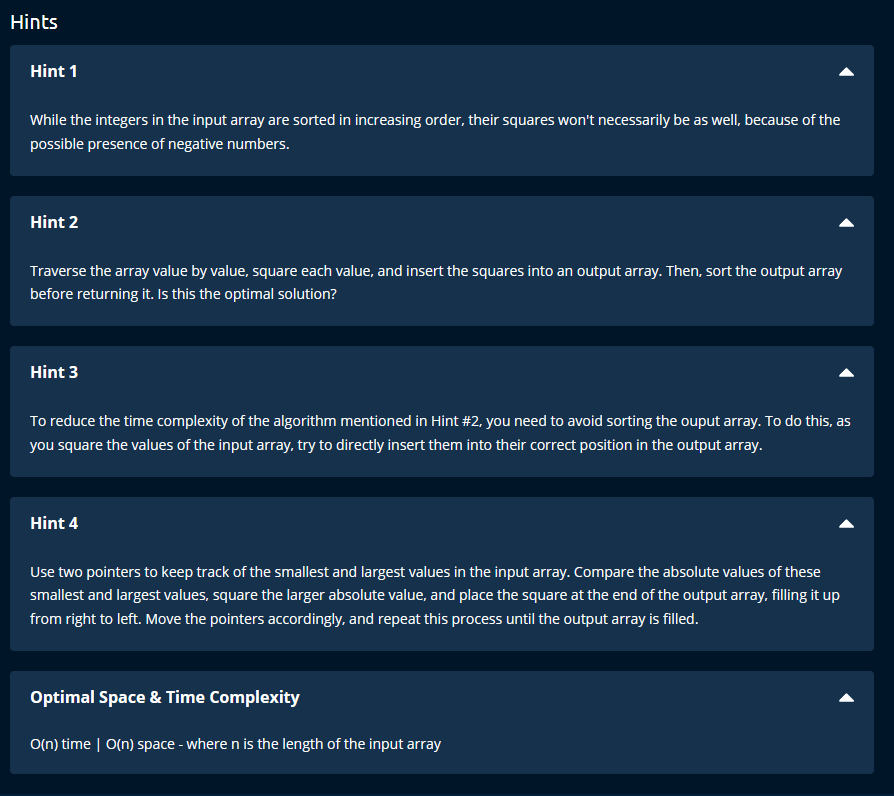 Hints
Hint 1
While the integers in the input array are sorted in increasing order, their squares won't necessarily be as well, because of the
possible presence of negative numbers.
Hint 2
Traverse the array value by value, square each value, and insert the squares into an output array. Then, sort the output array
before returning it. Is this the optimal solution?
Hint 3
To reduce the time complexity of the algorithm mentioned in Hint #2, you need to avoid sorting the ouput array. To do this, as
you square the values of the input array, try to directly insert them into their correct position in the output array.
Hint 4
Use two pointers to keep track of the smallest and largest values in the input array. Compare the absolute values of these
smallest and largest values, square the larger absolute value, and place the square at the end of the output array, filling it up
from right to left. Move the pointers accordingly, and repeat this process until the output array is filled.
Optimal Space & Time Complexity
O(n) time | O(n) space - where n is the length of the input array